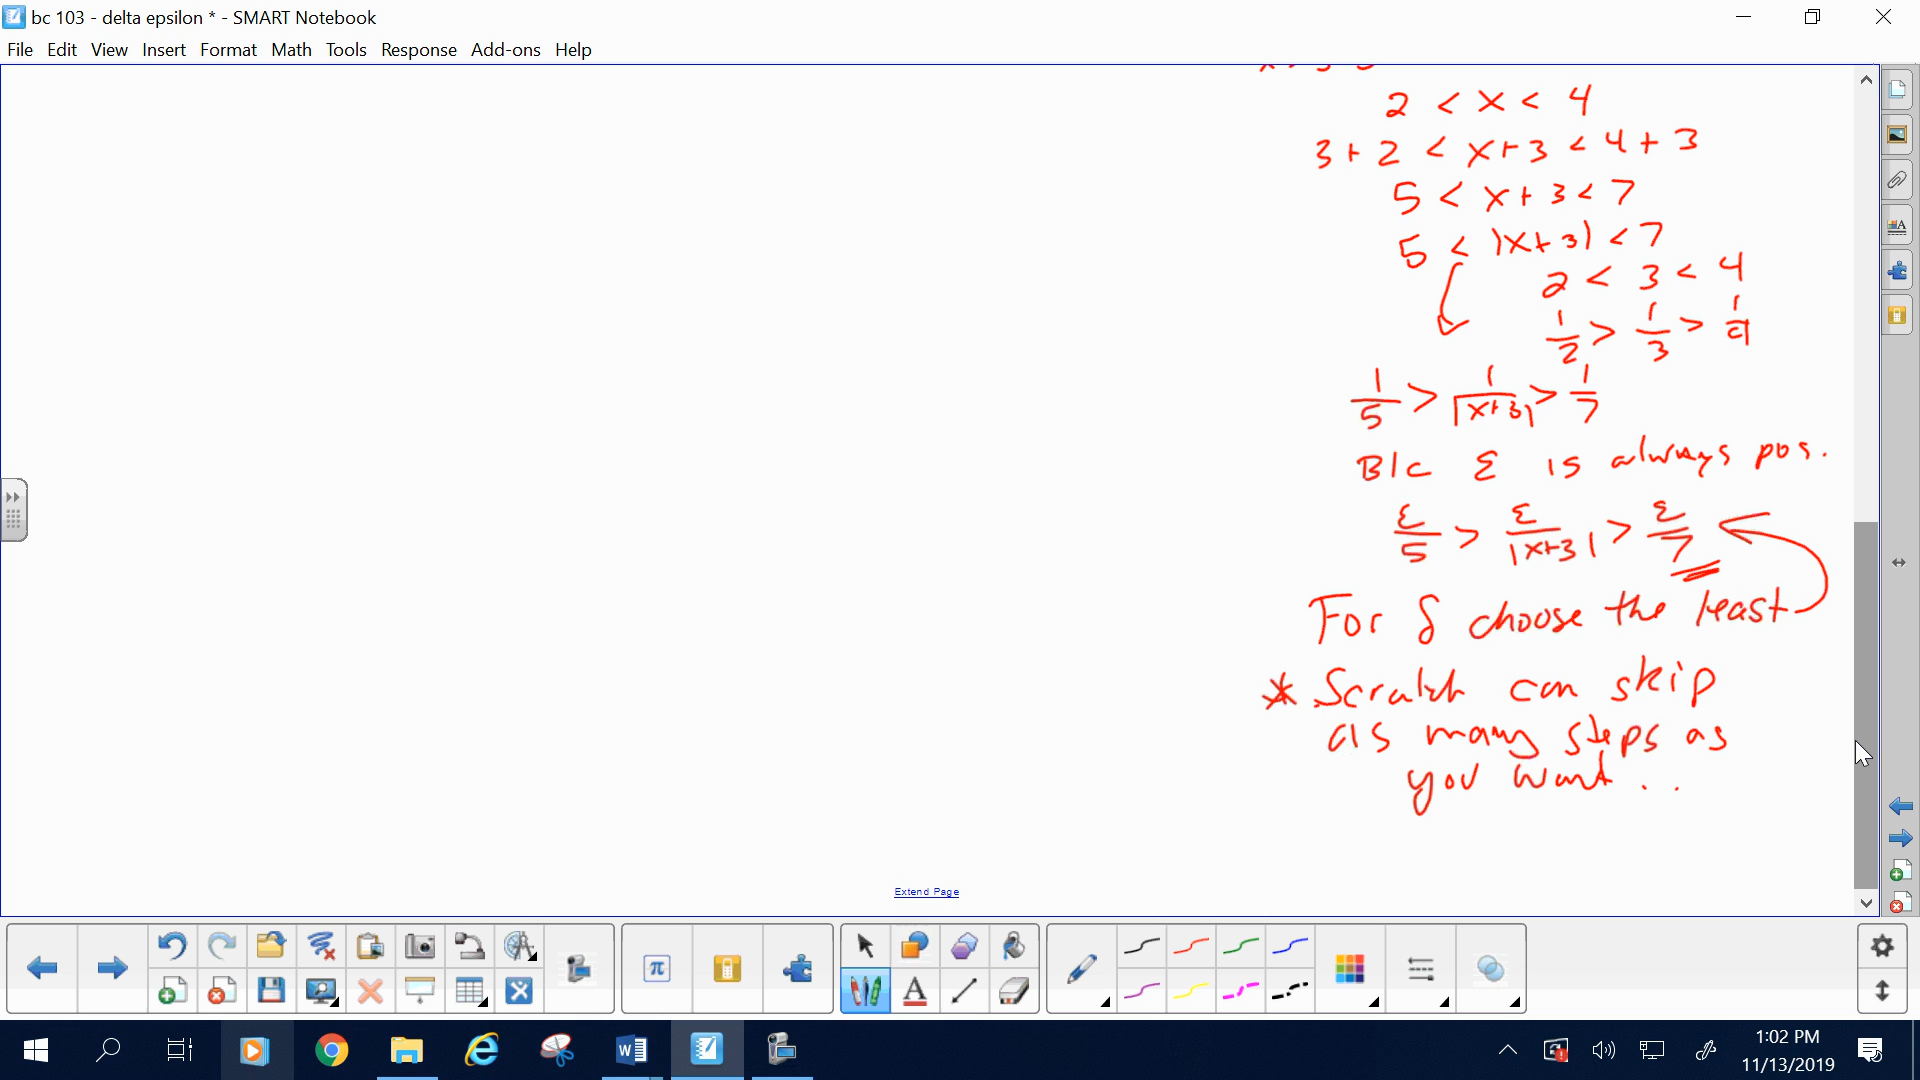 bc 103 - delta epsilon * - SMART Notebook
File Edit View Insert Format Math Tools Response Add-ons Help
2 < x < 4
3 + 2 < x + 3 < 4 + 3
5 < x + 3 < 7
5 < |x + 3| < 7
2 < 3 < 4
1/2 > 1/3 > 1/4
1/5 > 1/|x+3| > 1/7
B/c ε is always pos.
ε/5 > ε/|x+3| > ε/7
For δ choose the least
* Scratch can skip
as many steps as
you want . .
Extend Page
1:02 PM
11/13/2019